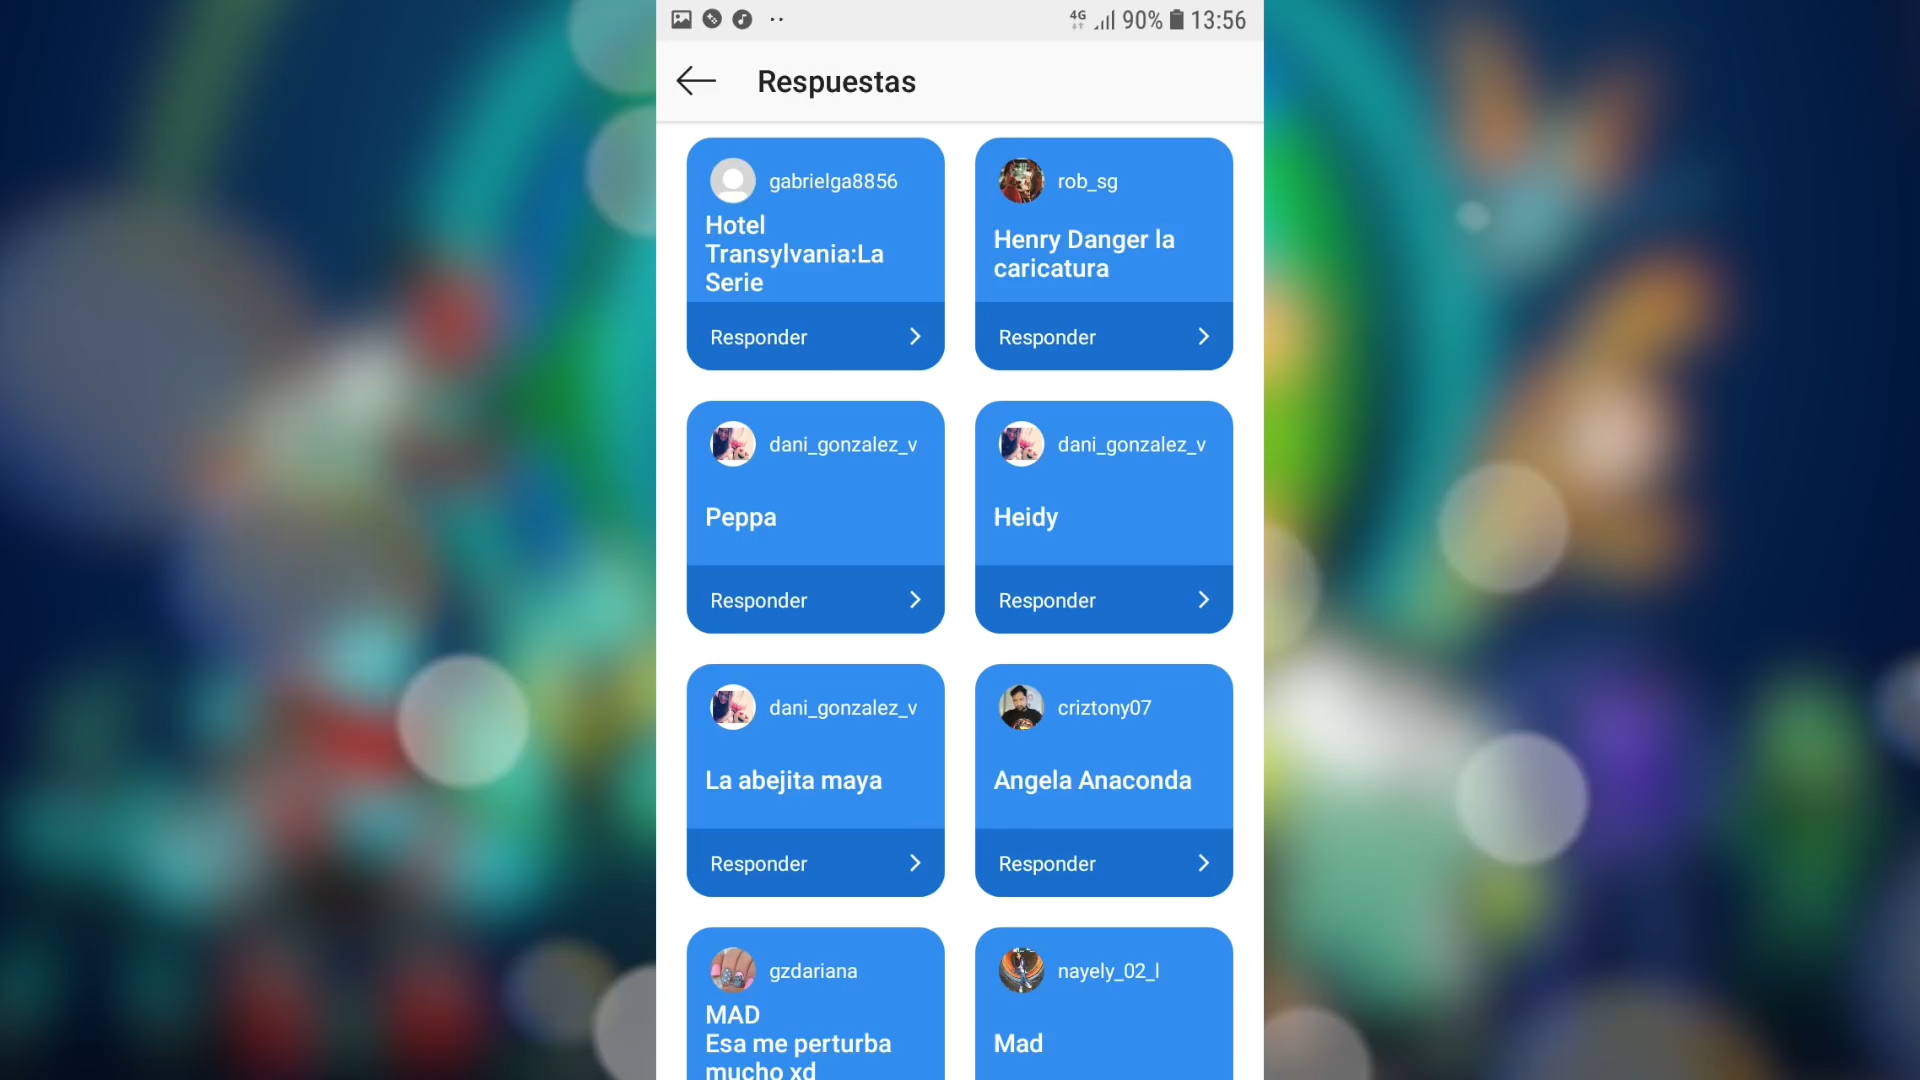 4G 90% 13:56
Respuestas
gabrielga8856
Hotel
Transylvania:La
Serie
Responder
rob_sg
Henry Danger la
caricatura
Responder
dani_gonzalez_v
Peppa
Responder
dani_gonzalez_v
Heidy
Responder
dani_gonzalez_v
La abejita maya
Responder
criztony07
Angela Anaconda
Responder
gzdariana
MAD
Esa me perturba
mucho xd
nayely_02_l
Mad